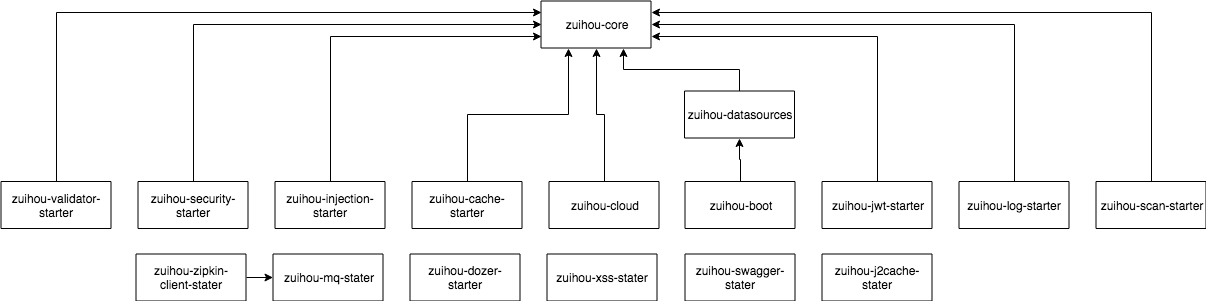 zuihou-core
zuihou-datasources
zuihou-validator-
starter
zuihou-security-
starter
zuihou-injection-
starter
zuihou-cache-
starter
zuihou-cloud
zuihou-boot
zuihou-jwt-starter
zuihou-log-starter
zuihou-scan-starter
zuihou-zipkin-
client-stater
zuihou-mq-stater
zuihou-dozer-
starter
zuihou-xss-stater
zuihou-swagger-
stater
zuihou-j2cache-
stater